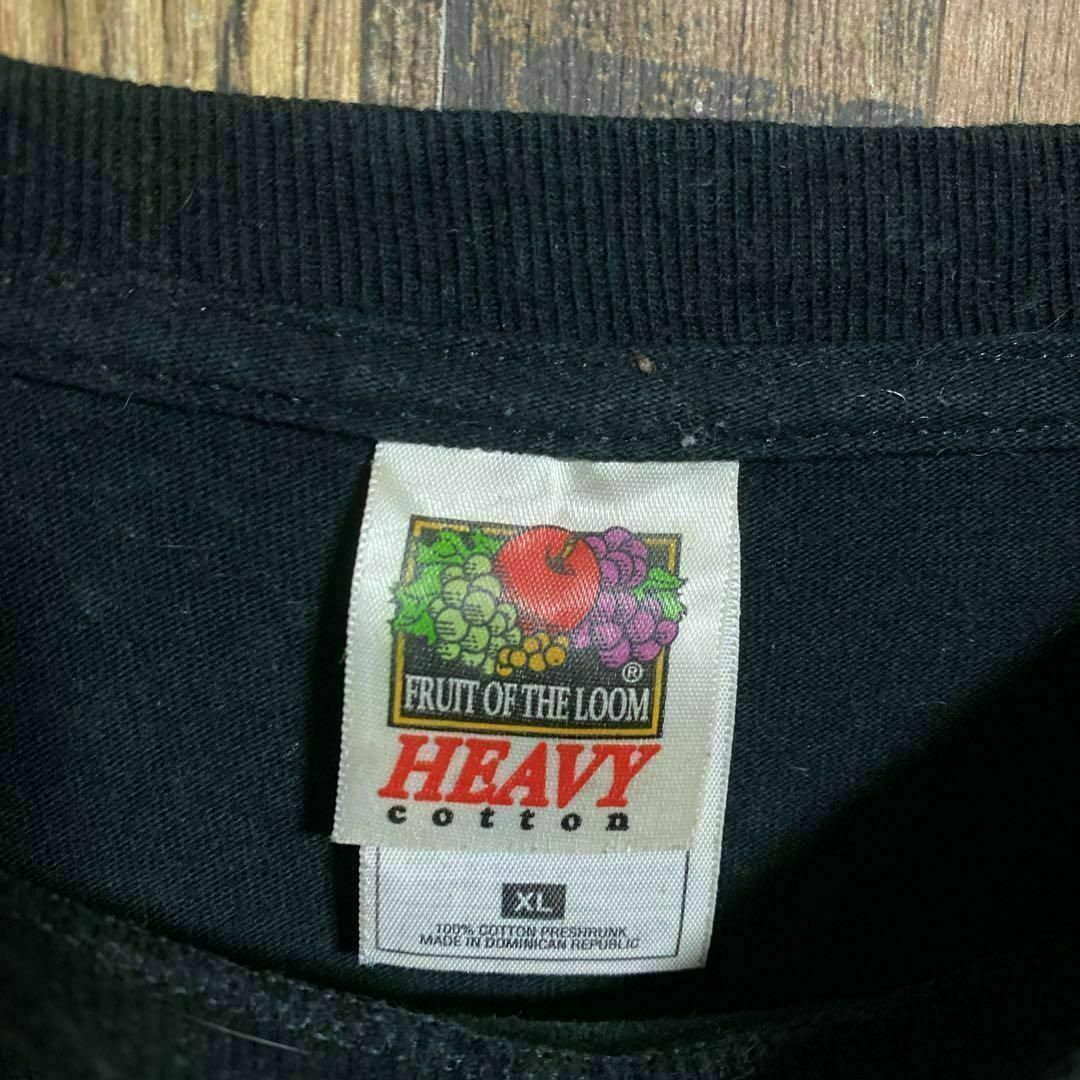 ®
FRUIT OF THE LOOM
HEAVY
cotton
XL
100% COTTON PRESHRUNK
MADE IN DOMINICAN REPUBLIC